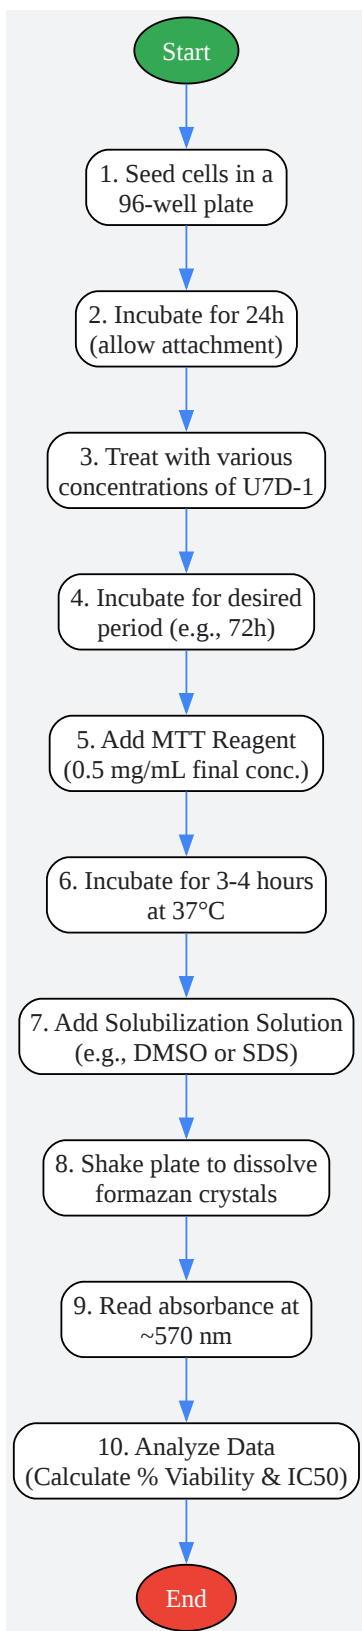 Start
1. Seed cells in a
96-well plate
2. Incubate for 24h
(allow attachment)
3. Treat with various
concentrations of U7D-1
4. Incubate for desired
period (e.g., 72h)
5. Add MTT Reagent
(0.5 mg/mL final conc.)
6. Incubate for 3-4 hours
at 37°C
7. Add Solubilization Solution
(e.g., DMSO or SDS)
8. Shake plate to dissolve
formazan crystals
9. Read absorbance at
~570 nm
10. Analyze Data
(Calculate % Viability & IC50)
End